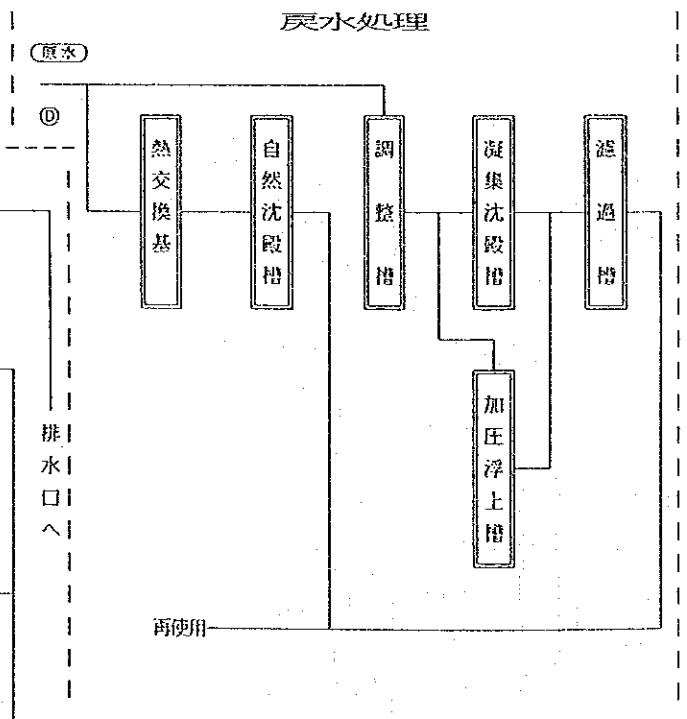 戻水処理
原水
Ⓓ
熱交換基
自然沈殿槽
調整槽
凝集沈殿槽
濾過槽
加圧浮上槽
排水口へ
再使用